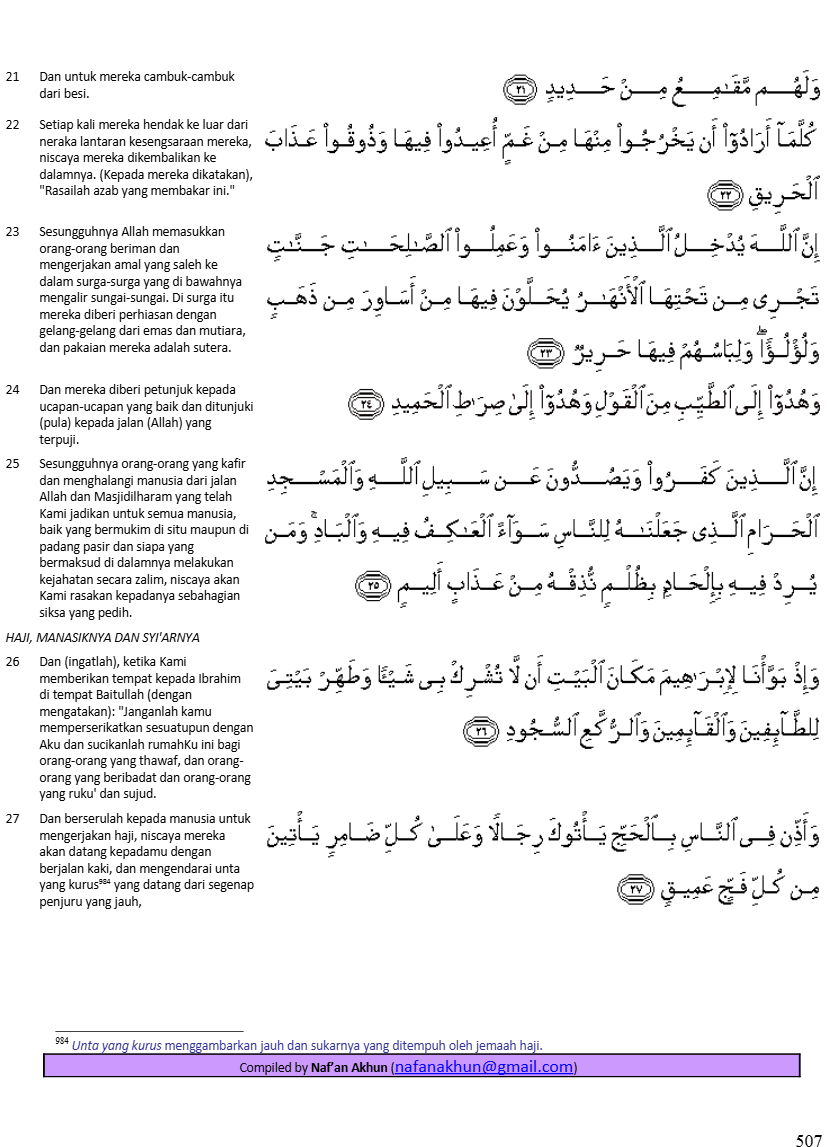 21 Dan untuk mereka cambuk-cambuk
dari besi.
وَلَهُم مَّقَٰمِعُ مِنْ حَدِيدٍ ٢١
22 Setiap kali mereka hendak ke luar dari
neraka lantaran kesengsaraan mereka,
niscaya mereka dikembalikan ke
dalamnya. (Kepada mereka dikatakan),
"Rasailah azab yang membakar ini."
كُلَّمَآ أَرَادُوٓا۟ أَن يَخْرُجُوا۟ مِنْهَا مِنْ غَمٍّ أُعِيدُوا۟ فِيهَا وَذُوقُوا۟ عَذَابَ
ٱلْحَرِيقِ ٢٢
23 Sesungguhnya Allah memasukkan
orang-orang beriman dan
mengerjakan amal yang saleh ke
dalam surga-surga yang di bawahnya
mengalir sungai-sungai. Di surga itu
mereka diberi perhiasan dengan
gelang-gelang dari emas dan mutiara,
dan pakaian mereka adalah sutera.
إِنَّ ٱللَّهَ يُدْخِلُ ٱلَّذِينَ ءَامَنُوا۟ وَعَمِلُوا۟ ٱلصَّٰلِحَٰتِ جَنَّٰتٍ
تَجْرِى مِن تَحْتِهَا ٱلْأَنْهَٰرُ يُحَلَّوْنَ فِيهَا مِنْ أَسَاوِرَ مِن ذَهَبٍ
وَلُؤْلُؤًا ۖ وَلِبَاسُهُمْ فِيهَا حَرِيرٌ ٢٣
24 Dan mereka diberi petunjuk kepada
ucapan-ucapan yang baik dan ditunjuki
(pula) kepada jalan (Allah) yang
terpuji.
وَهُدُوٓا۟ إِلَى ٱلطَّيِّبِ مِنَ ٱلْقَوْلِ وَهُدُوٓا۟ إِلَىٰ صِرَٰطِ ٱلْحَمِيدِ ٢٤
25 Sesungguhnya orang-orang yang kafir
dan menghalangi manusia dari jalan
Allah dan Masjidilharam yang telah
Kami jadikan untuk semua manusia,
baik yang bermukim di situ maupun di
padang pasir dan siapa yang
bermaksud di dalamnya melakukan
kejahatan secara zalim, niscaya akan
Kami rasakan kepadanya sebahagian
siksa yang pedih.
إِنَّ ٱلَّذِينَ كَفَرُوا۟ وَيَصُدُّونَ عَن سَبِيلِ ٱللَّهِ وَٱلْمَسْجِدِ
ٱلْحَرَامِ ٱلَّذِى جَعَلْنَٰهُ لِلنَّاسِ سَوَآءً ٱلْعَٰكِفُ فِيهِ وَٱلْبَادِ ۚ وَمَن
يُرِدْ فِيهِ بِإِلْحَادٍۭ بِظُلْمٍ نُّذِقْهُ مِنْ عَذَابٍ أَلِيمٍ ٢٥
HAJI, MANASIKNYA DAN SYI'ARNYA
26 Dan (ingatlah), ketika Kami
memberikan tempat kepada Ibrahim
di tempat Baitullah (dengan
mengatakan): "Janganlah kamu
memperserikatkan sesuatupun dengan
Aku dan sucikanlah rumahKu ini bagi
orang-orang yang thawaf, dan orang-
orang yang beribadat dan orang-orang
yang ruku' dan sujud.
وَإِذْ بَوَّأْنَا لِإِبْرَٰهِيمَ مَكَانَ ٱلْبَيْتِ أَن لَّا تُشْرِكْ بِى شَيْـًٔا وَطَهِّرْ بَيْتِىَ
لِلطَّآئِفِينَ وَٱلْقَآئِمِينَ وَٱلرُّكَّعِ ٱلسُّجُودِ ٢٦
27 Dan berserulah kepada manusia untuk
mengerjakan haji, niscaya mereka
akan datang kepadamu dengan
berjalan kaki, dan mengendarai unta
yang kurus⁹⁸⁴ yang datang dari segenap
penjuru yang jauh,
وَأَذِّن فِى ٱلنَّاسِ بِٱلْحَجِّ يَأْتُوكَ رِجَالًا وَعَلَىٰ كُلِّ ضَامِرٍ يَأْتِينَ
مِن كُلِّ فَجٍّ عَمِيقٍ ٢٧
⁹⁸⁴ Unta yang kurus menggambarkan jauh dan sukarnya yang ditempuh oleh jemaah haji.
Compiled by Naf'an Akhun (nafanakhun@gmail.com)
507